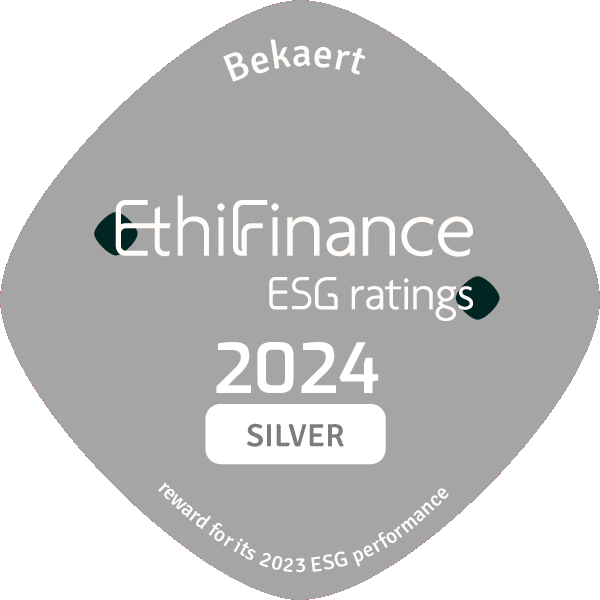 Bekaert
EthiFinance
ESG ratings
2024
SILVER
reward for its 2023 ESG performance